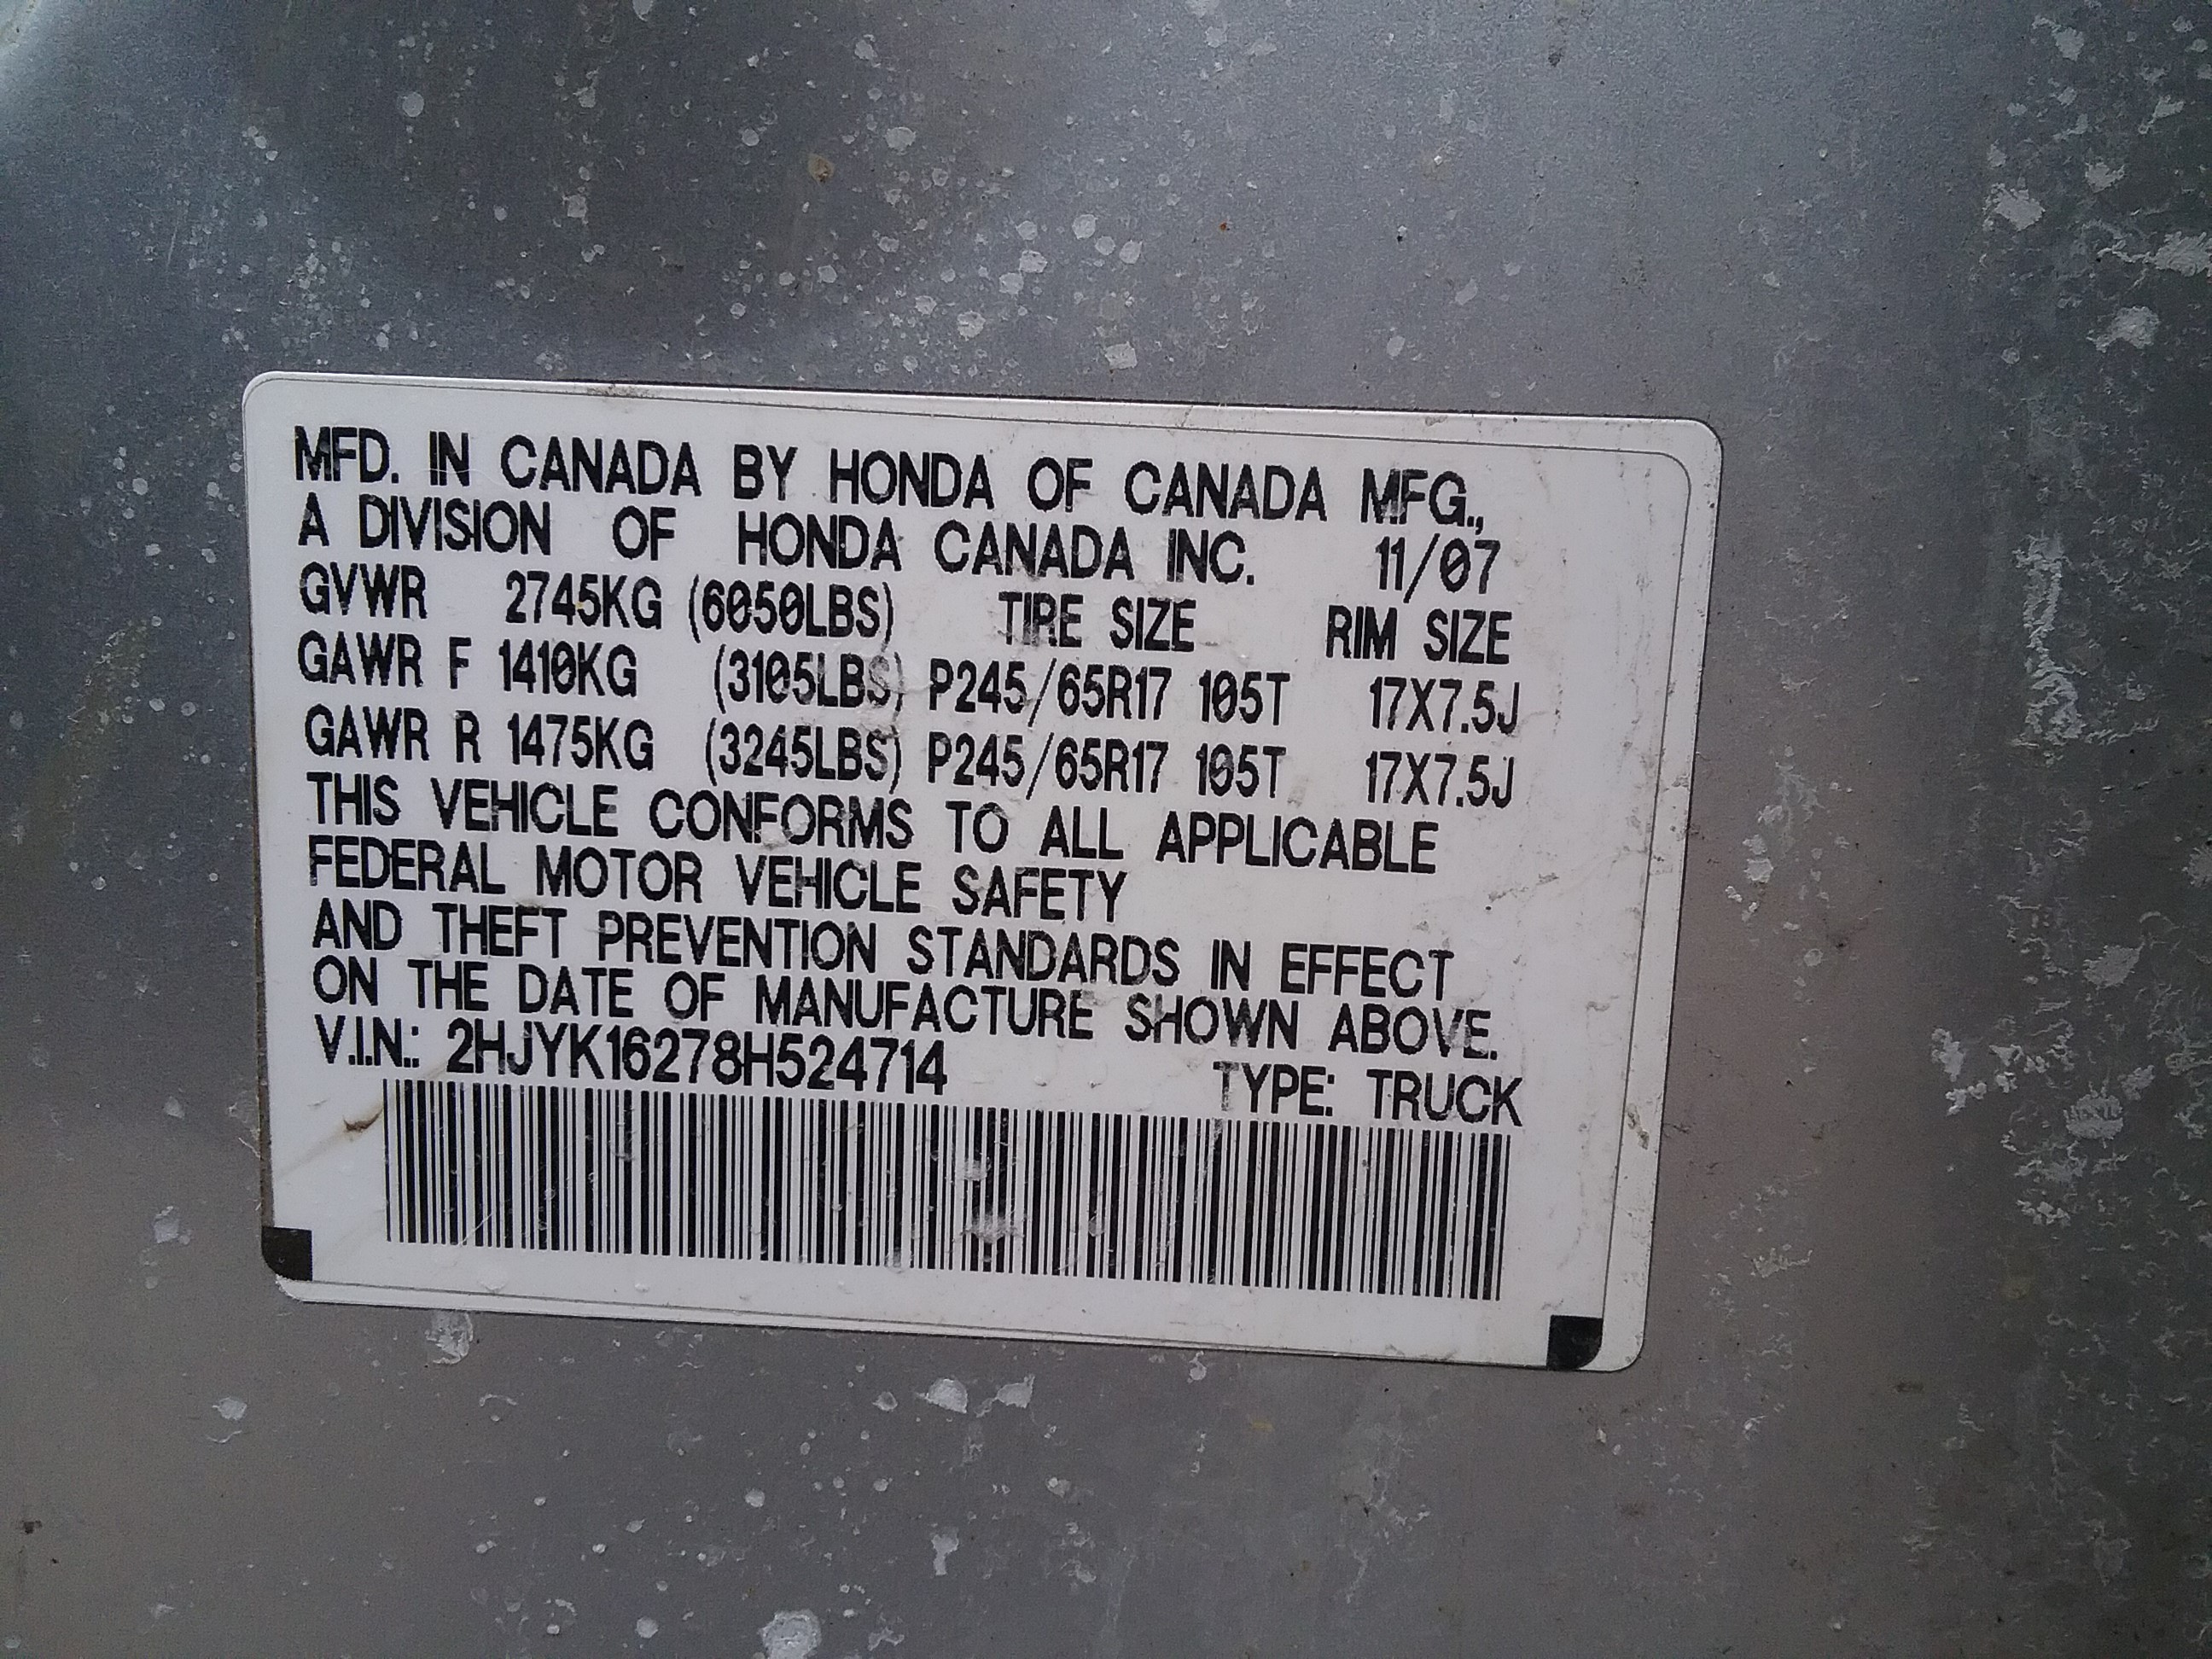 MFD. IN CANADA BY HONDA OF CANADA MFG.,
A DIVISION OF HONDA CANADA INC. 11/07
GVWR 2745KG (6050LBS) TIRE SIZE RIM SIZE
GAWR F 1410KG (3105LBS) P245/65R17 105T 17X7.5J
GAWR R 1475KG (3245LBS) P245/65R17 105T 17X7.5J
THIS VEHICLE CONFORMS TO ALL APPLICABLE
FEDERAL MOTOR VEHICLE SAFETY
AND THEFT PREVENTION STANDARDS IN EFFECT
ON THE DATE OF MANUFACTURE SHOWN ABOVE.
V.I.N.: 2HJYK16278H524714 TYPE: TRUCK